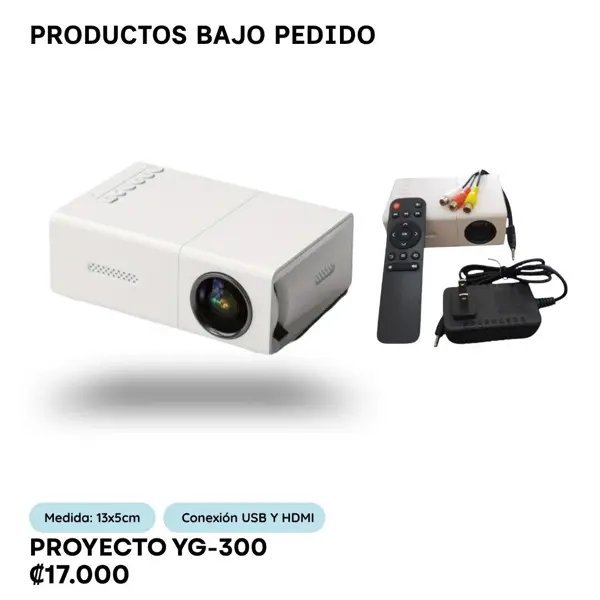 PRODUCTOS BAJO PEDIDO
Medida: 13x5cm
Conexión USB Y HDMI
PROYECTO YG-300
₡17.000